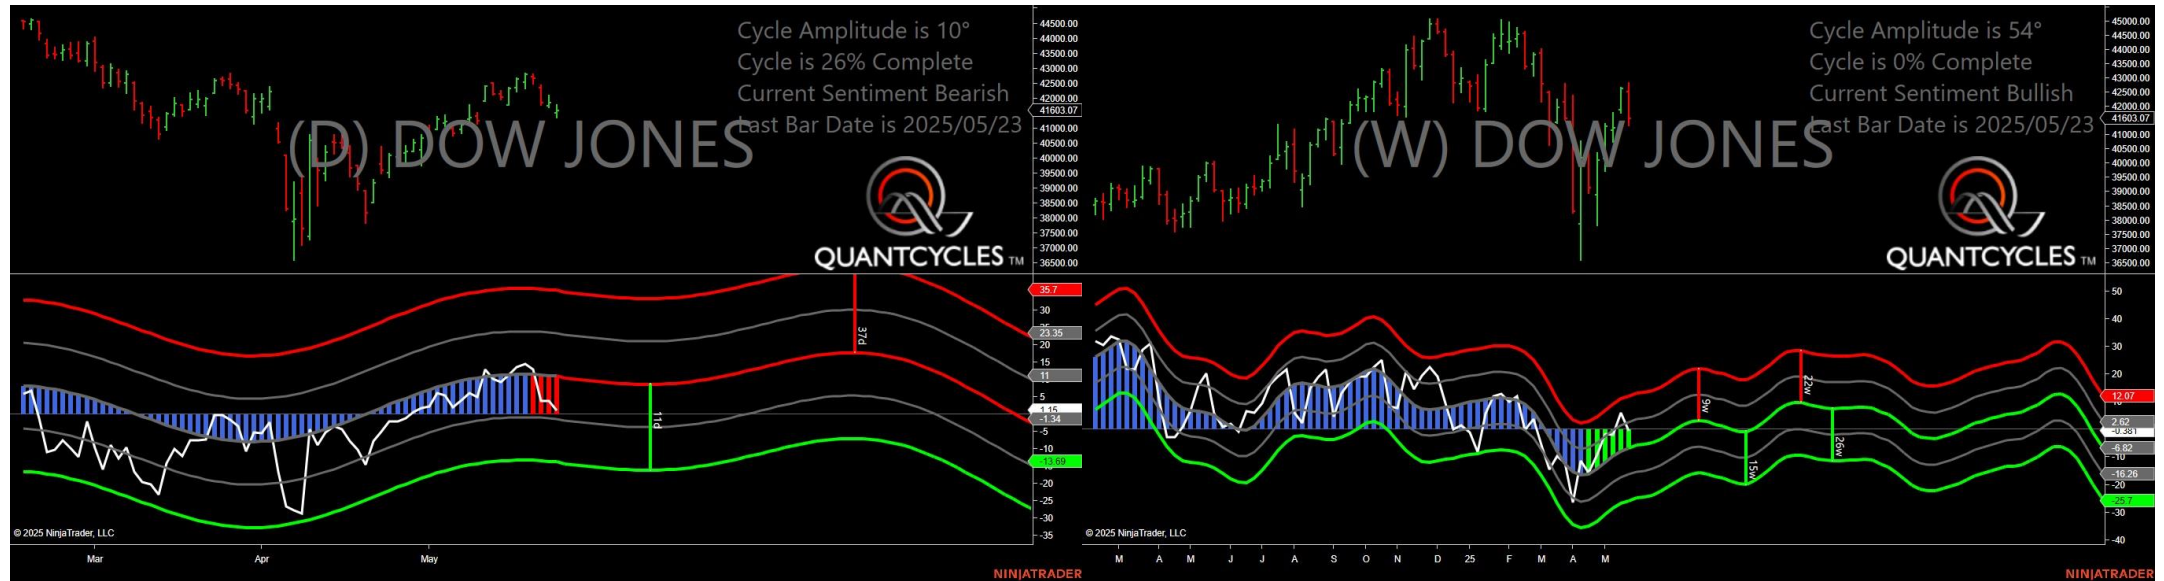 Cycle Amplitude is 10°
Cycle is 26% Complete
Current Sentiment Bearish
Last Bar Date is 2025/05/23
(D) DOW JONES
QUANTCYCLES TM
44500.00
44000.00
43500.00
43000.00
42500.00
42000.00
41603.07
41000.00
40500.00
40000.00
39500.00
39000.00
38500.00
38000.00
37500.00
37000.00
36500.00
35.7
30
23.35
20
15
11
5
1.15
-1.34
-5
-10
-13.69
-20
-25
-30
-35
37d
11d
© 2025 NinjaTrader, LLC
Mar
Apr
May
NINJATRADER
Cycle Amplitude is 54°
Cycle is 0% Complete
Current Sentiment Bullish
Last Bar Date is 2025/05/23
(W) DOW JONES
QUANTCYCLES TM
45000.00
44500.00
44000.00
43500.00
43000.00
42500.00
42000.00
41603.07
41000.00
40500.00
40000.00
39500.00
39000.00
38500.00
38000.00
37500.00
37000.00
36500.00
50
40
30
20
12.07
2.62
-0.381
-6.82
-10
-16.26
-20
-25.7
-30
-40
9w
15w
22w
26w
© 2025 NinjaTrader, LLC
M A M J J A S O N D 25 F M A M
NINJATRADER